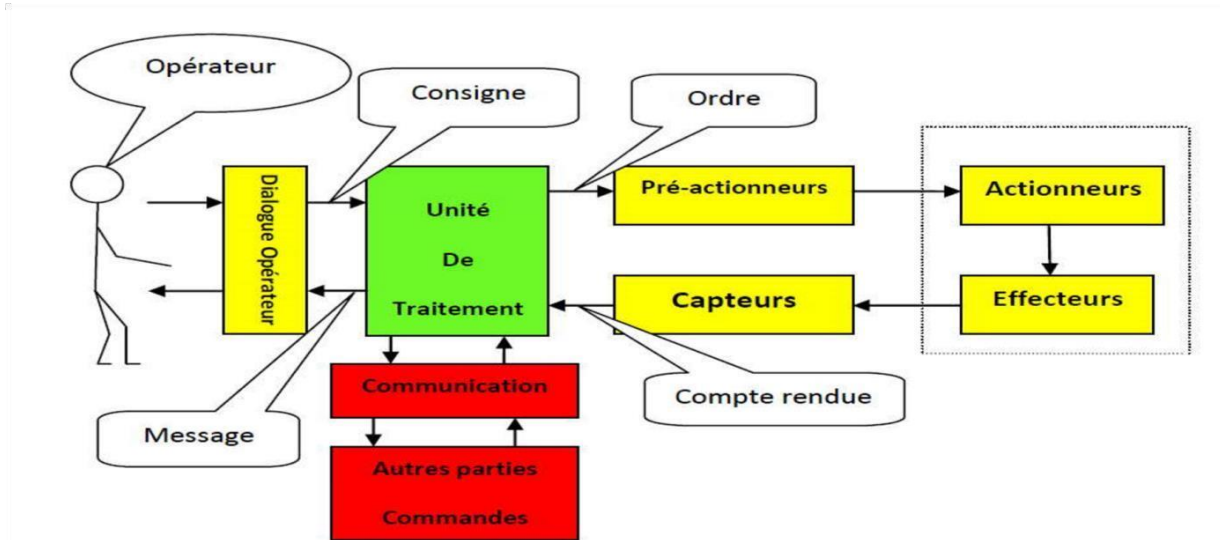 Opérateur
Consigne
Ordre
Dialogue Opérateur
Unité
De
Traitement
Pré-actionneurs
Actionneurs
Capteurs
Effecteurs
Communication
Compte rendue
Message
Autres parties
Commandes